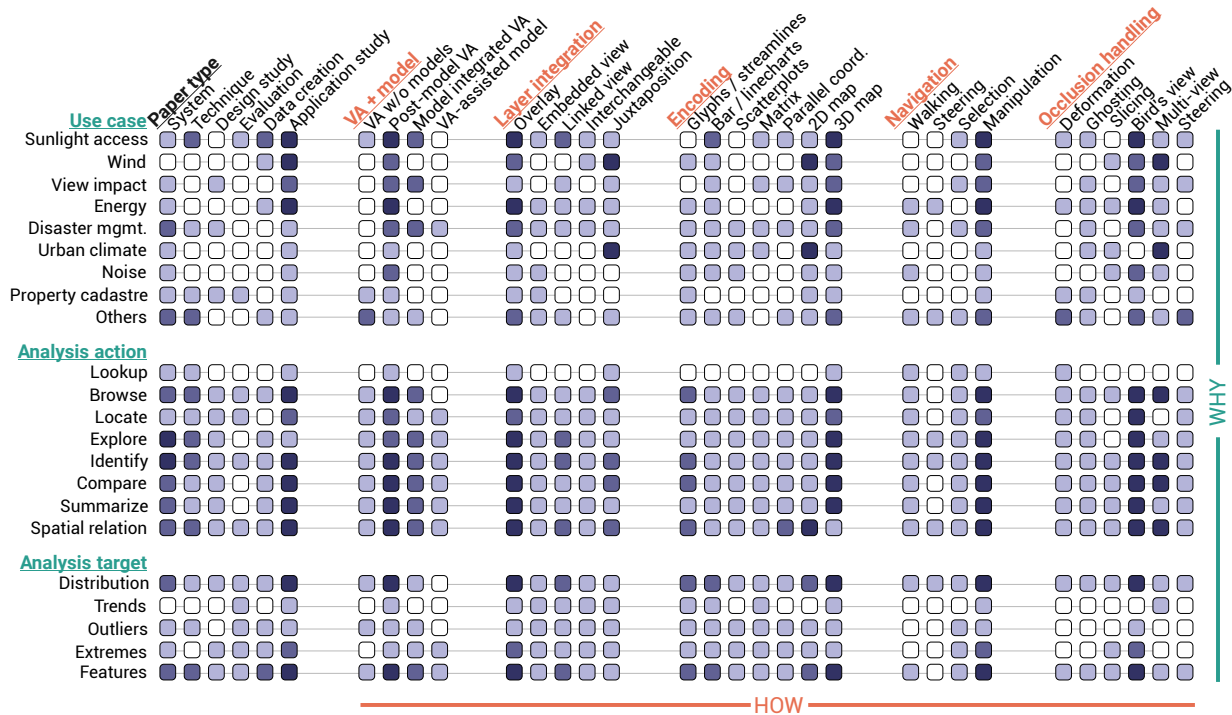 Paper type
System
Technique
Design study
Evaluation
Data creation
Application study
VA + model
VA w/o models
Post-model VA
Model integrated VA
VA-assisted model
Layer integration
Overlay
Embedded view
Linked view
Interchangeable
Juxtaposition
Encoding
Glyphs / streamlines
Bar / linecharts
Scatterplots
Matrix
Parallel coord.
2D map
3D map
Navigation
Walking
Steering
Selection
Manipulation
Occlusion handling
Deformation
Ghosting
Slicing
Bird's view
Multi-view
Steering
Use case
Sunlight access
Wind
View impact
Energy
Disaster mgmt.
Urban climate
Noise
Property cadastre
Others
Analysis action
Lookup
Browse
Locate
Explore
Identify
Compare
Summarize
Spatial relation
Analysis target
Distribution
Trends
Outliers
Extremes
Features
WHY
HOW